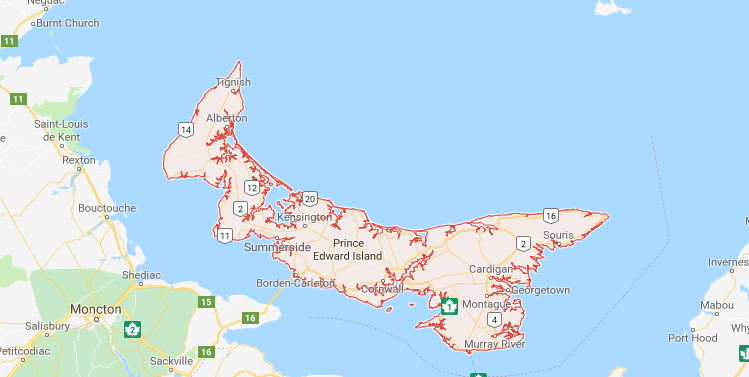 Neguac
Burnt Church
11
11
Saint-Louis
de Kent
Rexton
Bouctouche
Shediac
15
Moncton
2
16
Salisbury
Petitcodiac
Sackville
16
Tignish
Alberton
14
12
2
20
Kensington
11
Summerside
Prince
Edward Island
16
Souris
2
Borden-Carleton
Cornwall
Cardigan
Georgetown
1
Montague
4
Murray River
Inverness
Mabou
Port Hood